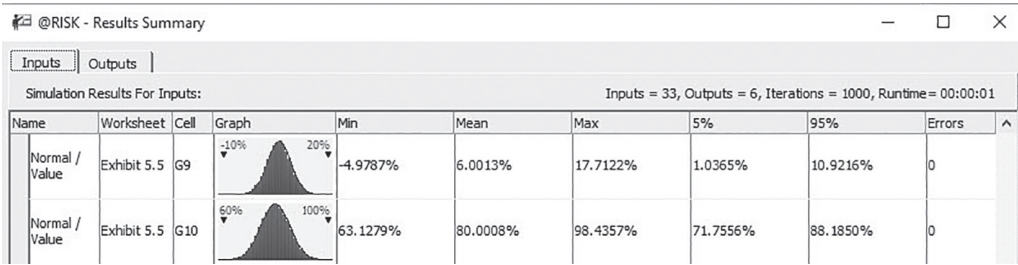 @RISK - Results Summary
Inputs Outputs
Simulation Results For Inputs: Inputs = 33, Outputs = 6, Iterations = 1000, Runtime= 00:00:01
Name Worksheet Cell Graph Min Mean Max 5% 95% Errors
Normal / Value Exhibit 5.5 G9 -10% 20% -4.9787% 6.0013% 17.7122% 1.0365% 10.9216% 0
Normal / Value Exhibit 5.5 G10 60% 100% 63.1279% 80.0008% 98.4357% 71.7556% 88.1850% 0